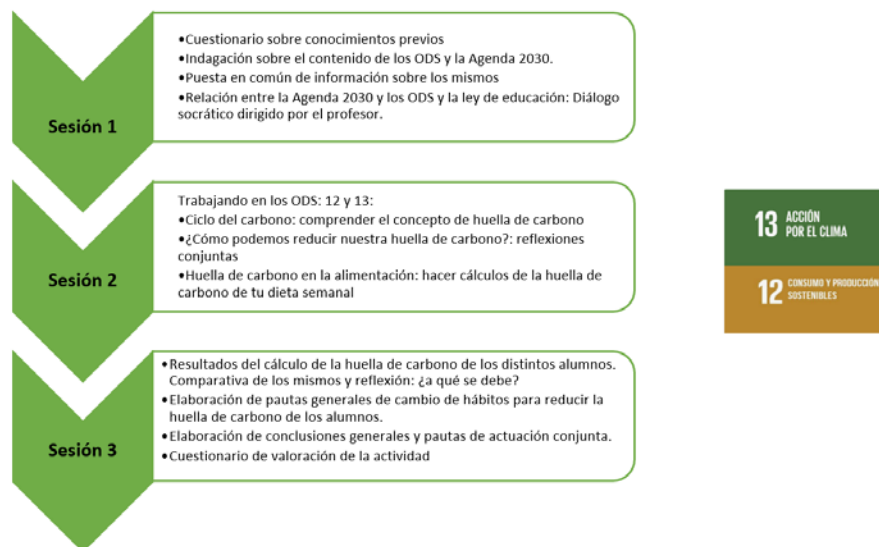 Sesión 1
•Cuestionario sobre conocimientos previos
•Indagación sobre el contenido de los ODS y la Agenda 2030.
•Puesta en común de información sobre los mismos
•Relación entre la Agenda 2030 y los ODS y la ley de educación: Diálogo
socrático dirigido por el profesor.
Sesión 2
Trabajando en los ODS: 12 y 13:
•Ciclo del carbono: comprender el concepto de huella de carbono
•¿Cómo podemos reducir nuestra huella de carbono?: reflexiones
conjuntas
•Huella de carbono en la alimentación: hacer cálculos de la huella de
carbono de tu dieta semanal
13 ACCIÓN
POR EL CLIMA
12 CONSUMO Y PRODUCCIÓN
SOSTENIBLES
Sesión 3
•Resultados del cálculo de la huella de carbono de los distintos alumnos.
Comparativa de los mismos y reflexión: ¿a qué se debe?
•Elaboración de pautas generales de cambio de hábitos para reducir la
huella de carbono de los alumnos.
•Elaboración de conclusiones generales y pautas de actuación conjunta.
•Cuestionario de valoración de la actividad